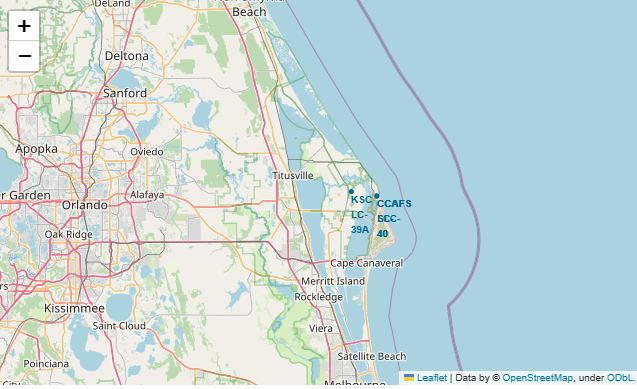 DeLand
Beach
+
−
Deltona
Sanford
Apopka
Oviedo
Titusville
Garden
Alafaya
Orlando
KSC
LC-
39A
CCAFS
40
Oak Ridge
Cape Canaveral
Merritt Island
Rockledge
Kissimmee
Saint Cloud
Viera
Satellite Beach
Poinciana
City
Melbourne
Leaflet | Data by © OpenStreetMap, under ODbL.